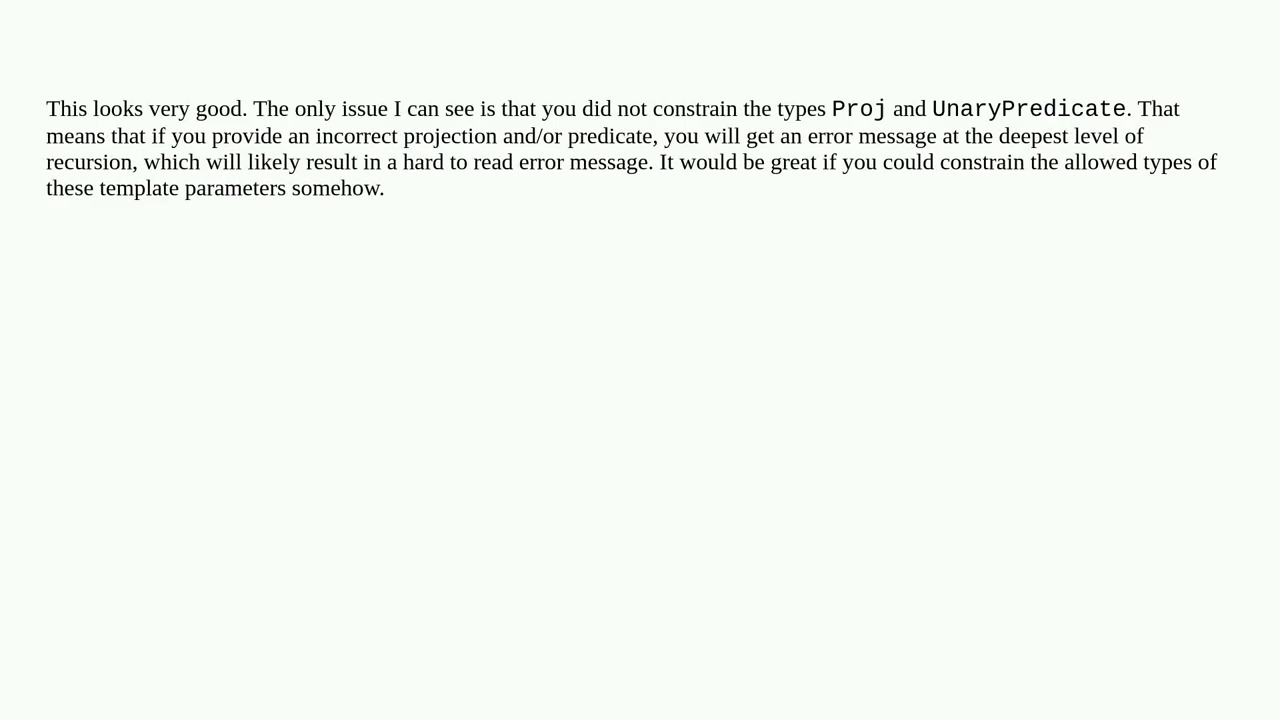 This looks very good. The only issue I can see is that you did not constrain the types Proj and UnaryPredicate. That
means that if you provide an incorrect projection and/or predicate, you will get an error message at the deepest level of
recursion, which will likely result in a hard to read error message. It would be great if you could constrain the allowed types of
these template parameters somehow.